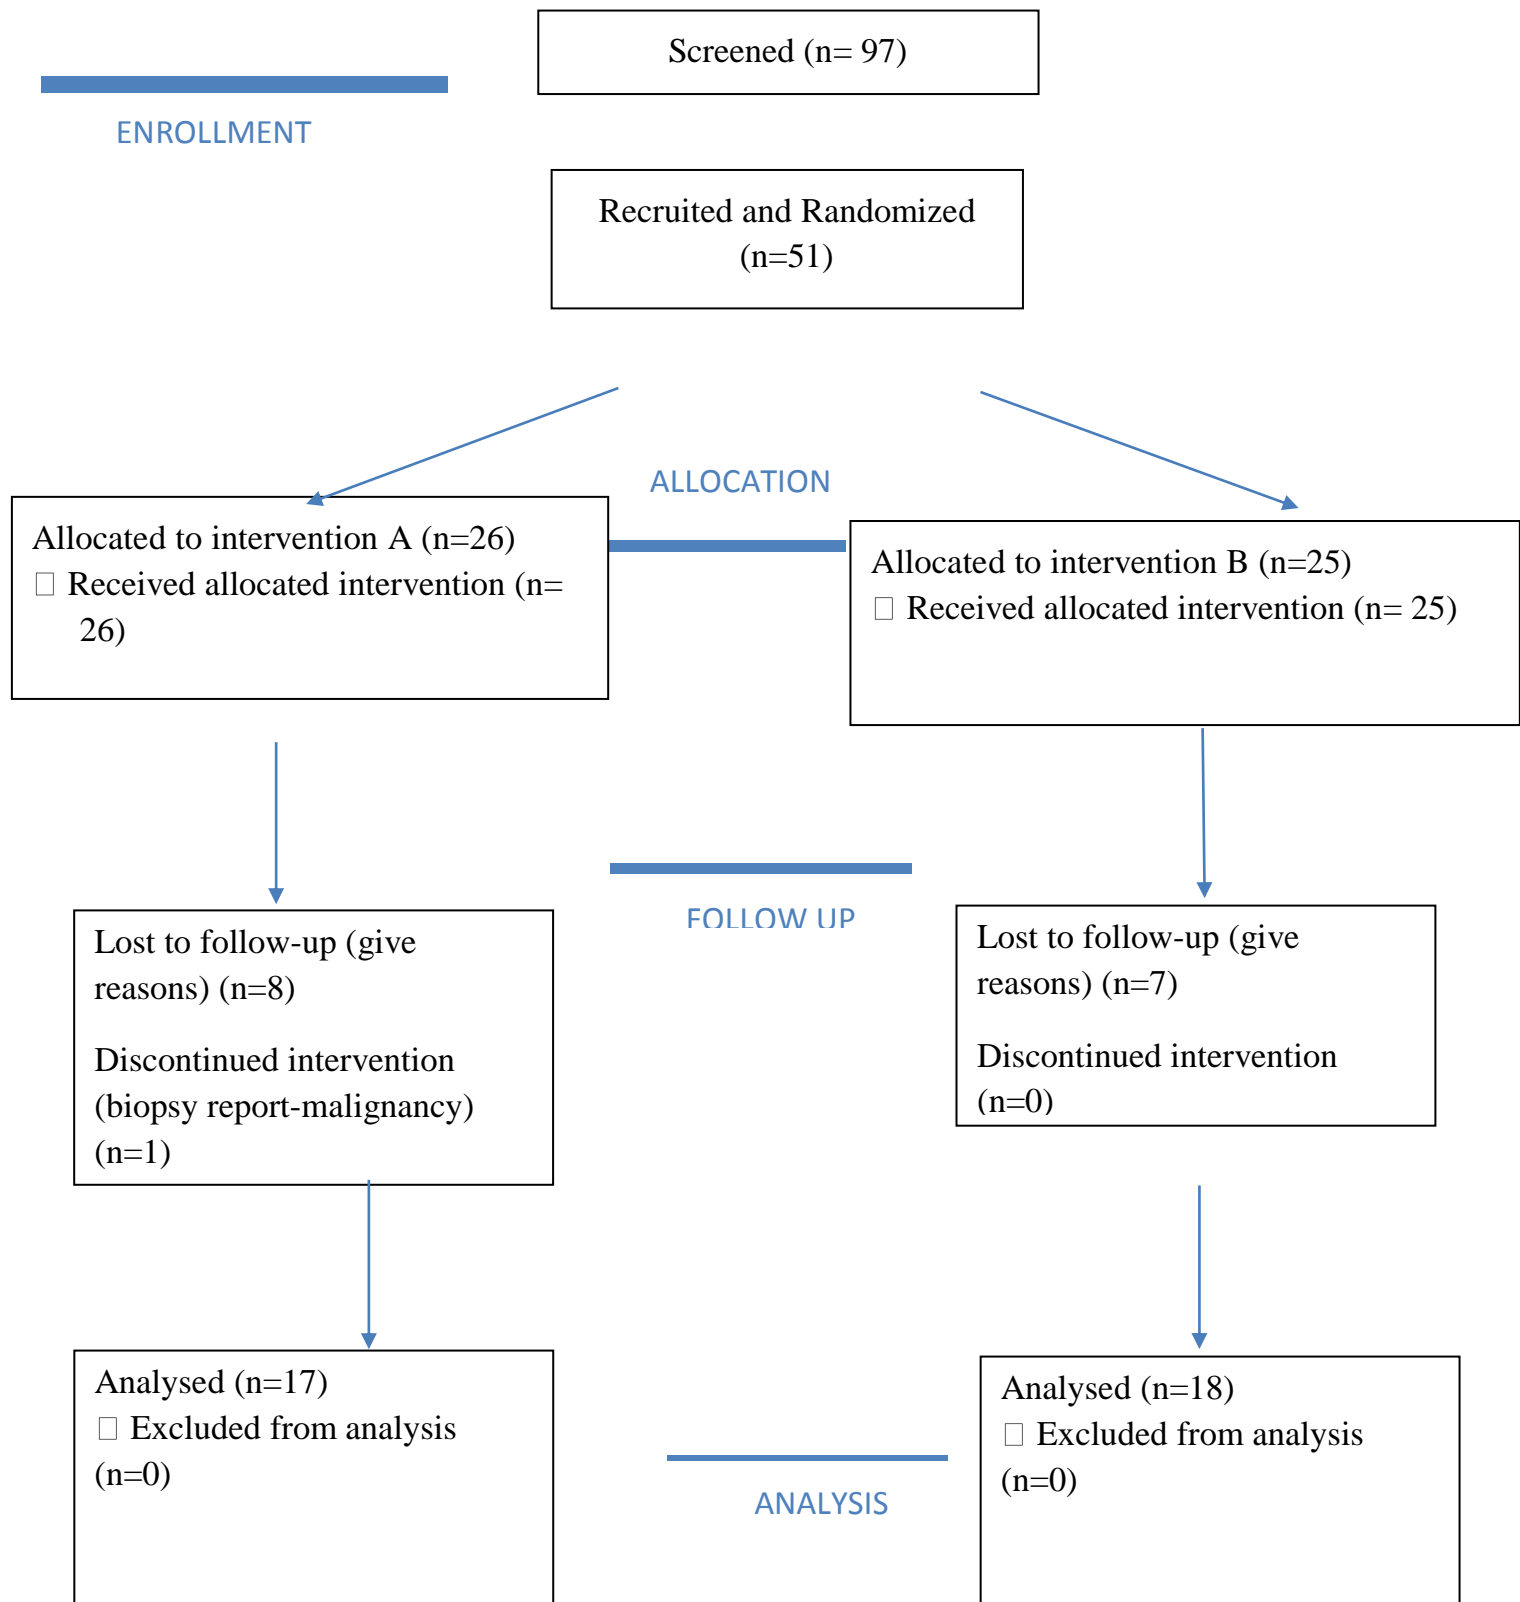 Screened (n= 97)
ENROLLMENT
Recruited and Randomized
(n=51)
ALLOCATION
Allocated to intervention A (n=26)
□ Received allocated intervention (n=
26)
Allocated to intervention B (n=25)
□ Received allocated intervention (n= 25)
FOLLOW UP
Lost to follow-up (give
reasons) (n=8)
Discontinued intervention
(biopsy report-malignancy)
(n=1)
Lost to follow-up (give
reasons) (n=7)
Discontinued intervention
(n=0)
Analysed (n=17)
□ Excluded from analysis
(n=0)
ANALYSIS
Analysed (n=18)
□ Excluded from analysis
(n=0)